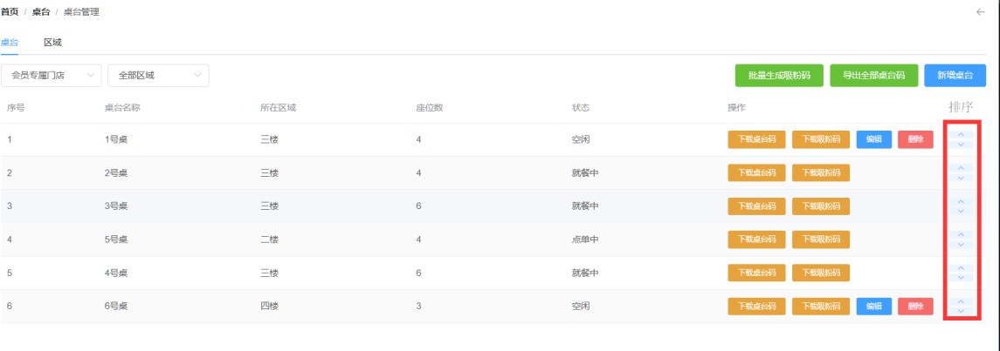 首页 / 桌台 / 桌台管理
桌台 区域
会员专属门店 全部区域 批量生成吸粉码 导出全部桌台码 新增桌台
序号 桌台名称 所在区域 座位数 状态 操作 排序
1 1号桌 三楼 4 空闲 下载桌台码 下载吸粉码 编辑 删除
2 2号桌 三楼 4 就餐中 下载桌台码 下载吸粉码
3 3号桌 三楼 6 就餐中 下载桌台码 下载吸粉码
4 5号桌 二楼 4 点单中 下载桌台码 下载吸粉码
5 4号桌 三楼 6 就餐中 下载桌台码 下载吸粉码
6 6号桌 四楼 3 空闲 下载桌台码 下载吸粉码 编辑 删除